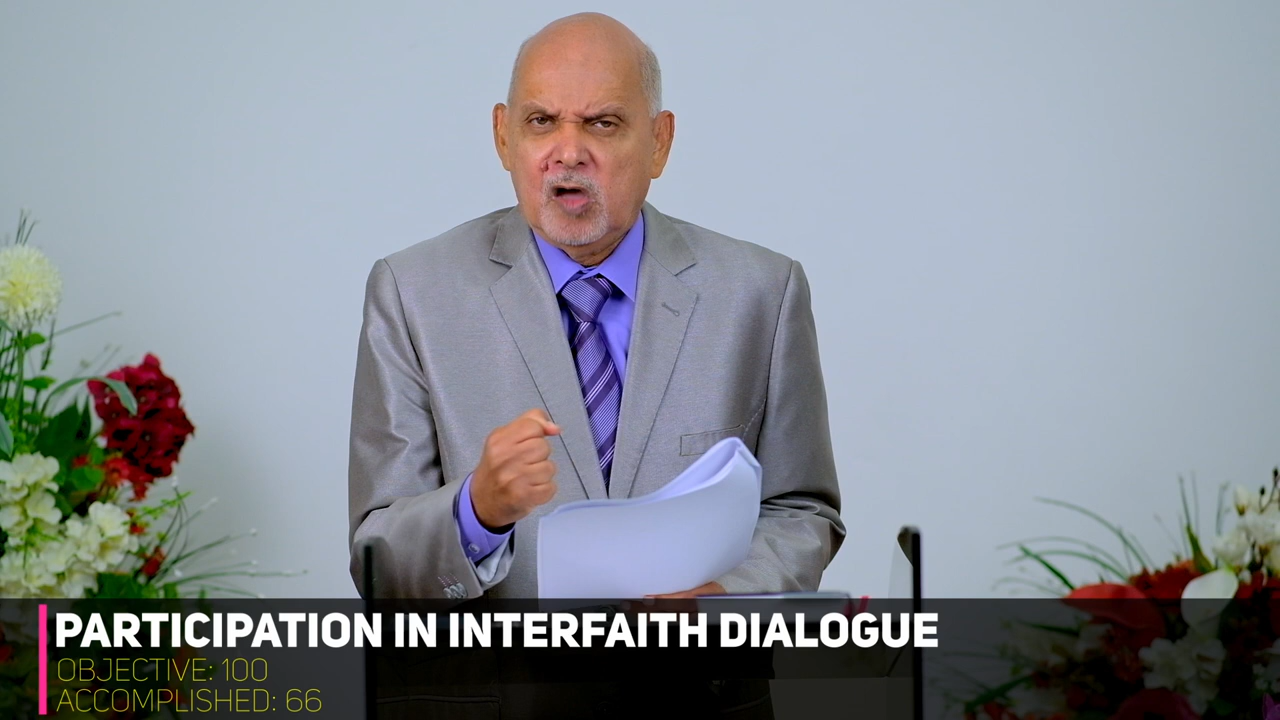 PARTICIPATION IN INTERFAITH DIALOGUE
OBJECTIVE: 100
ACCOMPLISHED: 66